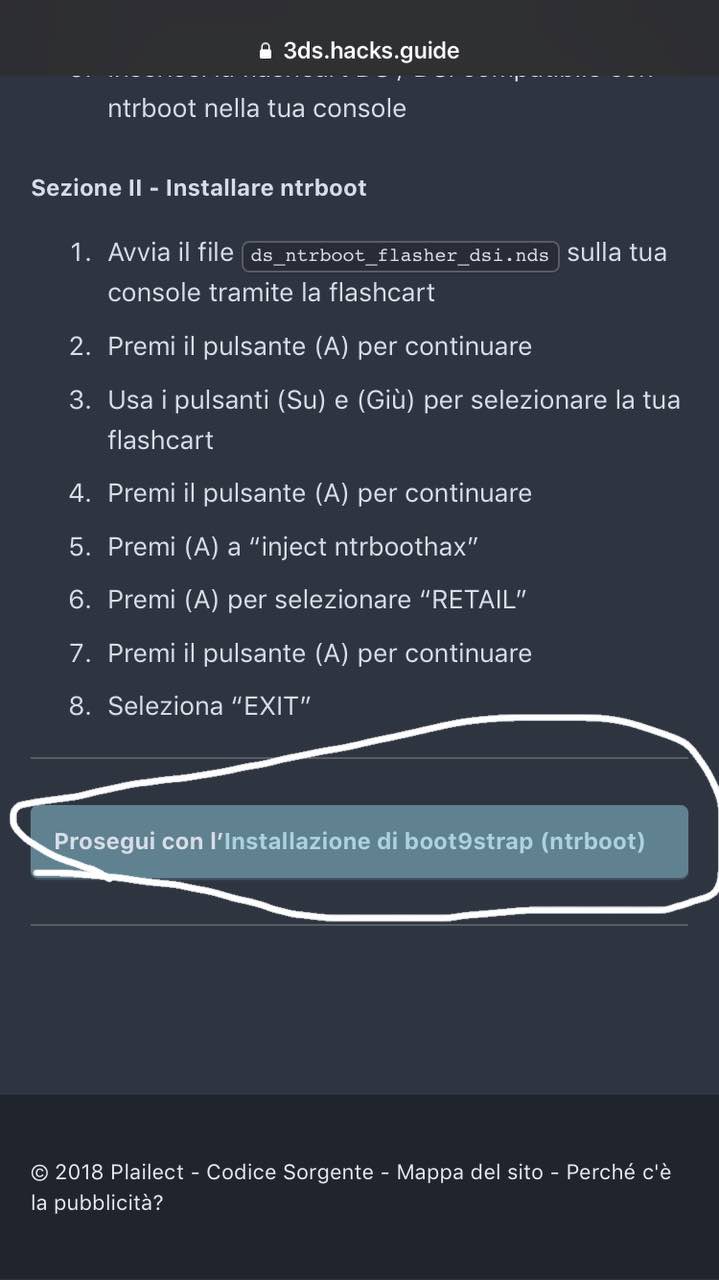 3ds.hacks.guide
ntrboot nella tua console
Sezione II - Installare ntrboot
1. Avvia il file ds_ntrboot_flasher_dsi.nds sulla tua
console tramite la flashcart
2. Premi il pulsante (A) per continuare
3. Usa i pulsanti (Su) e (Giù) per selezionare la tua
flashcart
4. Premi il pulsante (A) per continuare
5. Premi (A) a “inject ntrboothax”
6. Premi (A) per selezionare “RETAIL”
7. Premi il pulsante (A) per continuare
8. Seleziona “EXIT”
Prosegui con l’Installazione di boot9strap (ntrboot)
© 2018 Plailect - Codice Sorgente - Mappa del sito - Perché c'è
la pubblicità?